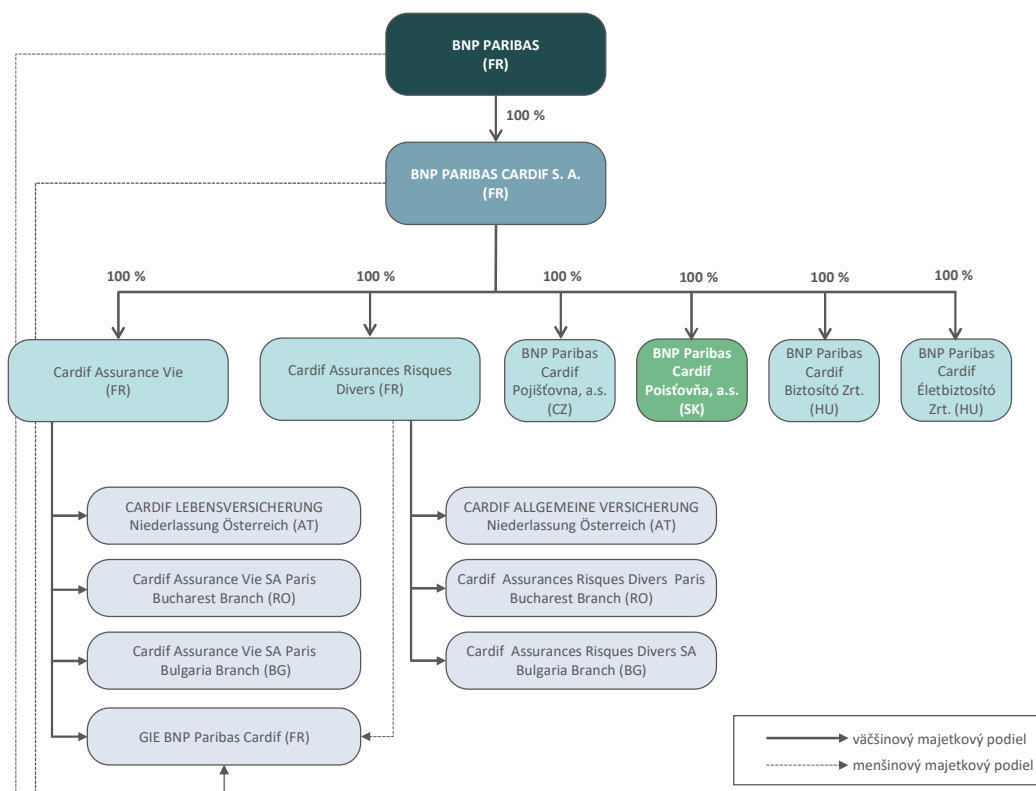 BNP PARIBAS
(FR)
100 %
BNP PARIBAS CARDIF S. A.
(FR)
100 %
100 %
100 %
100 %
100 %
100 %
Cardif Assurance Vie
(FR)
Cardif Assurances Risques
Divers (FR)
BNP Paribas
Cardif
Pojišťovna, a.s.
(CZ)
BNP Paribas
Cardif
Poisťovňa, a.s.
(SK)
BNP Paribas
Cardif
Biztosító Zrt.
(HU)
BNP Paribas
Cardif
Életbiztosító
Zrt. (HU)
CARDIF LEBENSVERSICHERUNG
Niederlassung Österreich (AT)
CARDIF ALLGEMEINE VERSICHERUNG
Niederlassung Österreich (AT)
Cardif Assurance Vie SA Paris
Bucharest Branch (RO)
Cardif Assurances Risques Divers Paris
Bucharest Branch (RO)
Cardif Assurance Vie SA Paris
Bulgaria Branch (BG)
Cardif Assurances Risques Divers SA
Bulgaria Branch (BG)
GIE BNP Paribas Cardif (FR)
väčšinový majetkový podiel
menšinový majetkový podiel